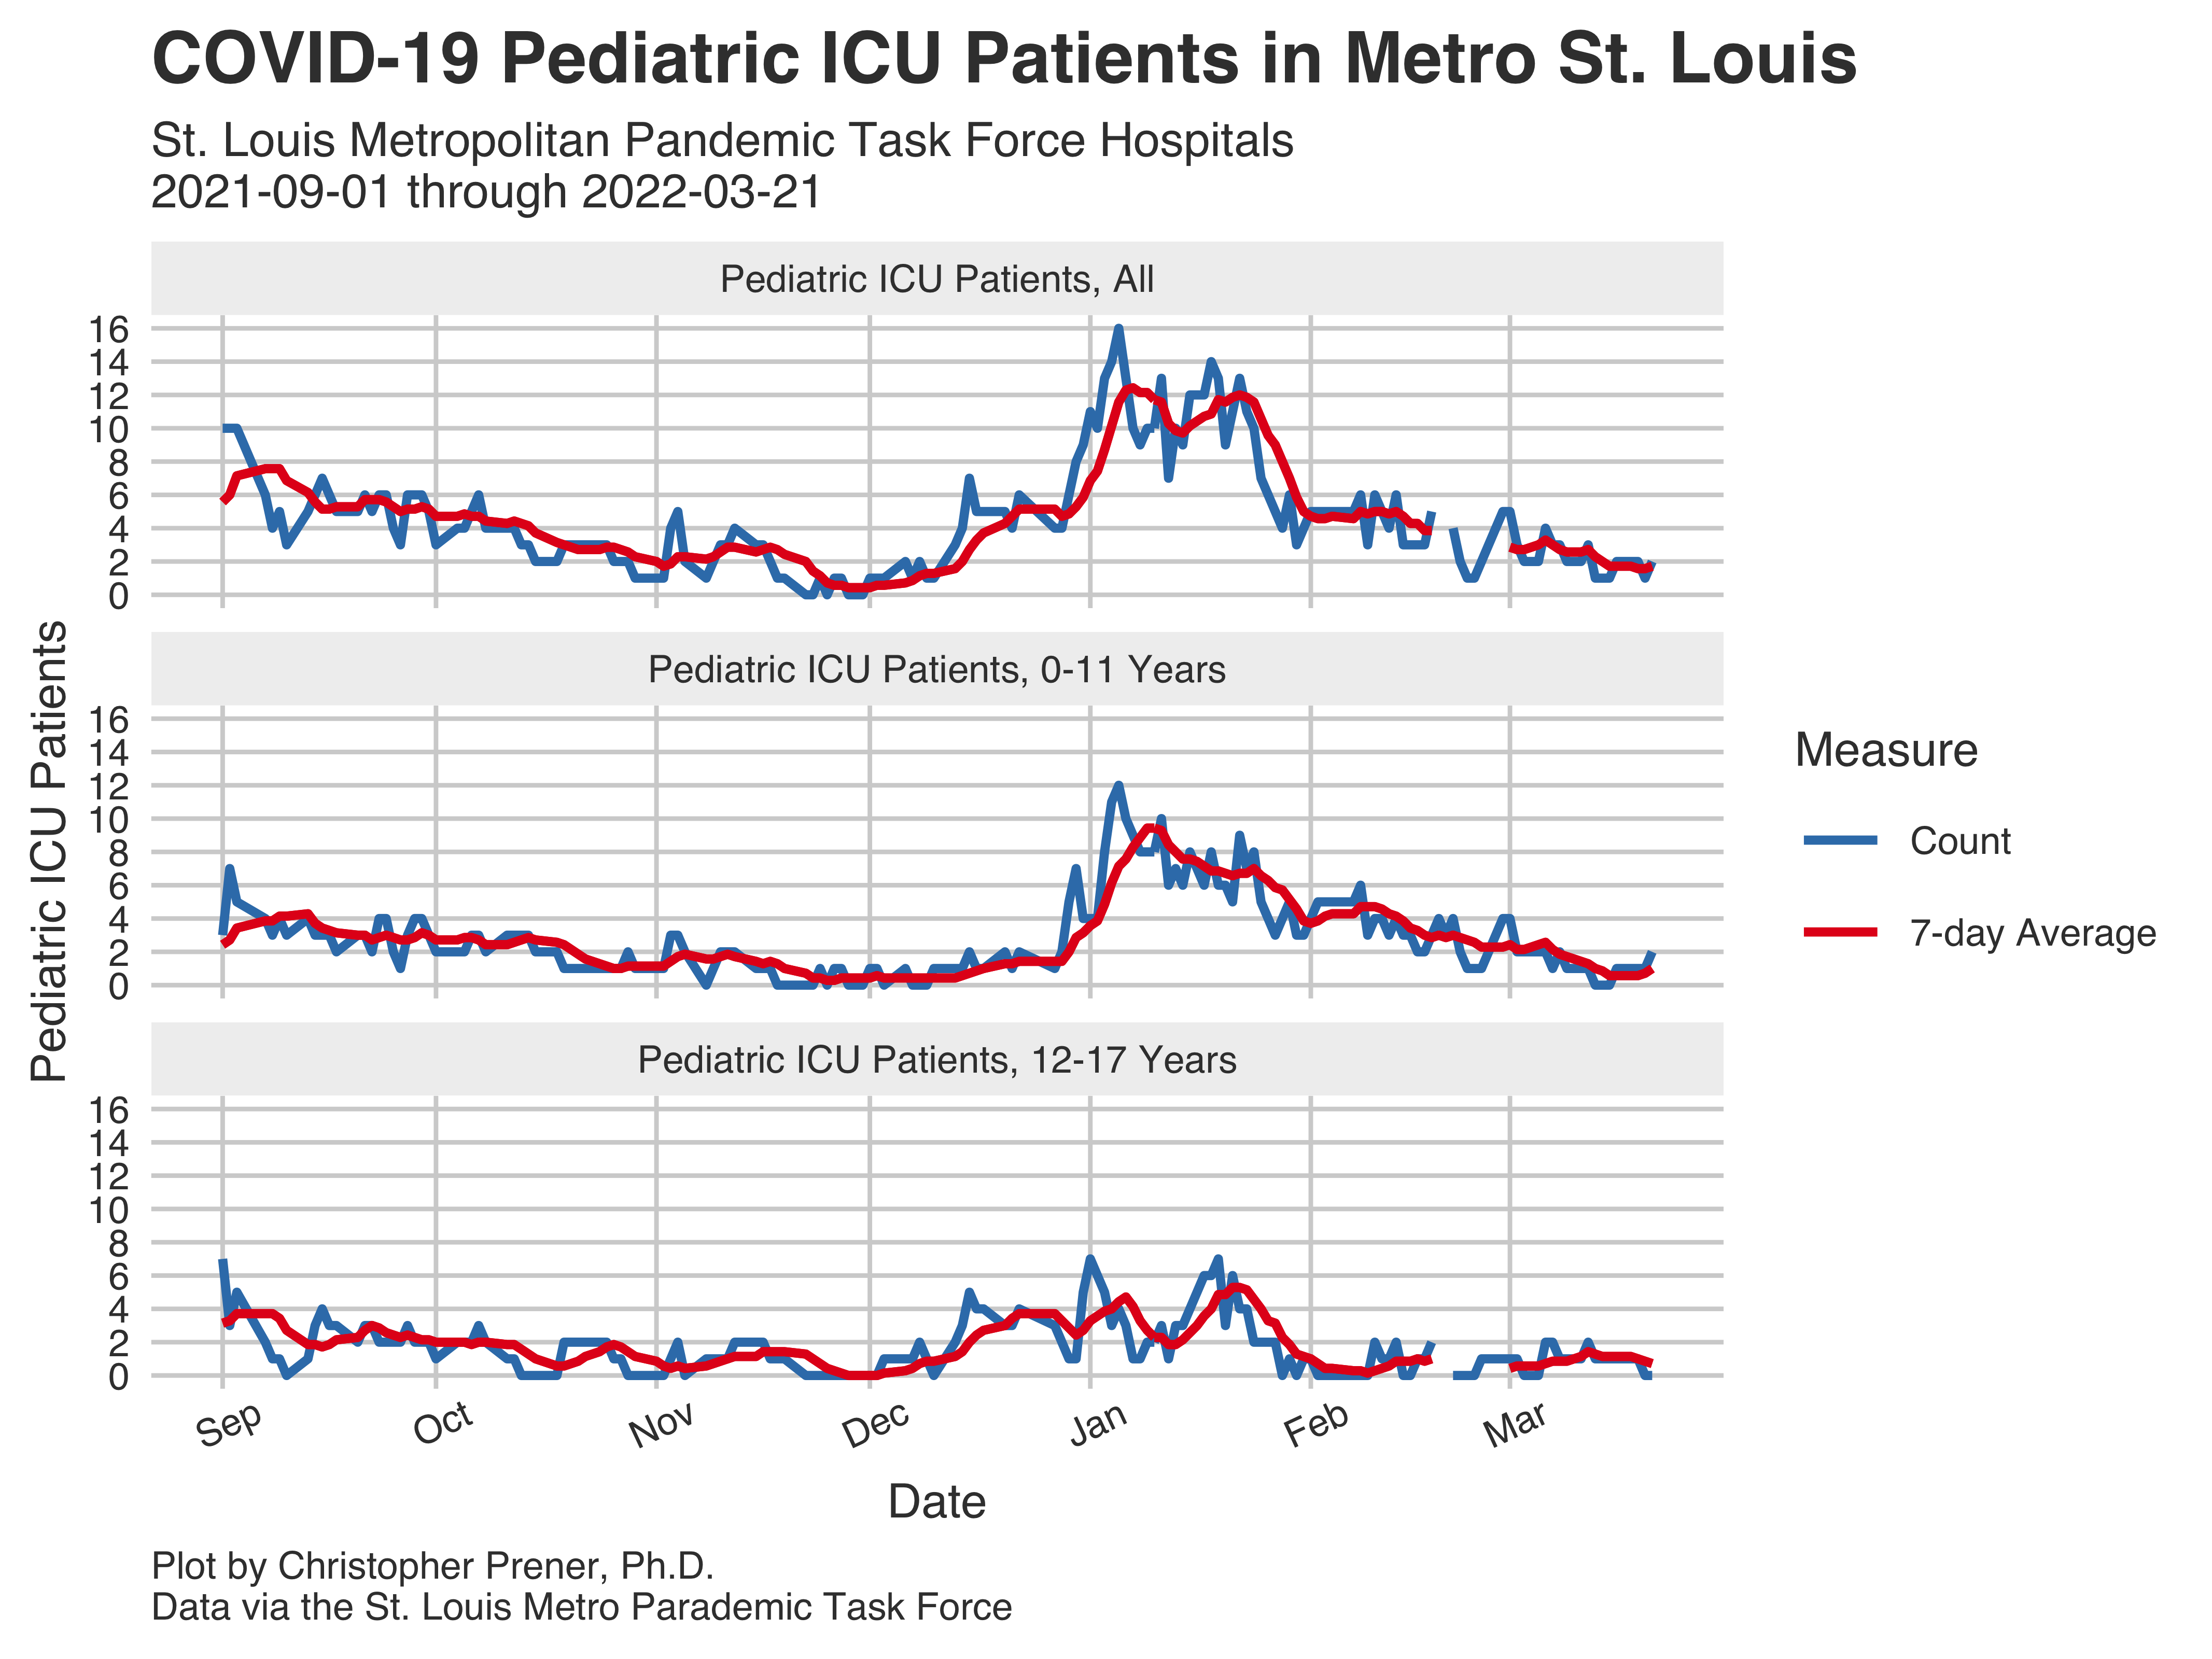 COVID-19 Pediatric ICU Patients in Metro St. Louis
St. Louis Metropolitan Pandemic Task Force Hospitals
2021-09-01 through 2022-03-21
Pediatric ICU Patients, All
16
14
12
10
8
6
4
2
0
Pediatric ICU Patients, 0-11 Years
16
14
12
10
8
6
4
2
0
Pediatric ICU Patients, 12-17 Years
16
14
12
10
8
6
4
2
0
Pediatric ICU Patients
Sep Oct Nov Dec Jan Feb Mar
Date
Measure
Count
7-day Average
Plot by Christopher Prener, Ph.D.
Data via the St. Louis Metro Parademic Task Force